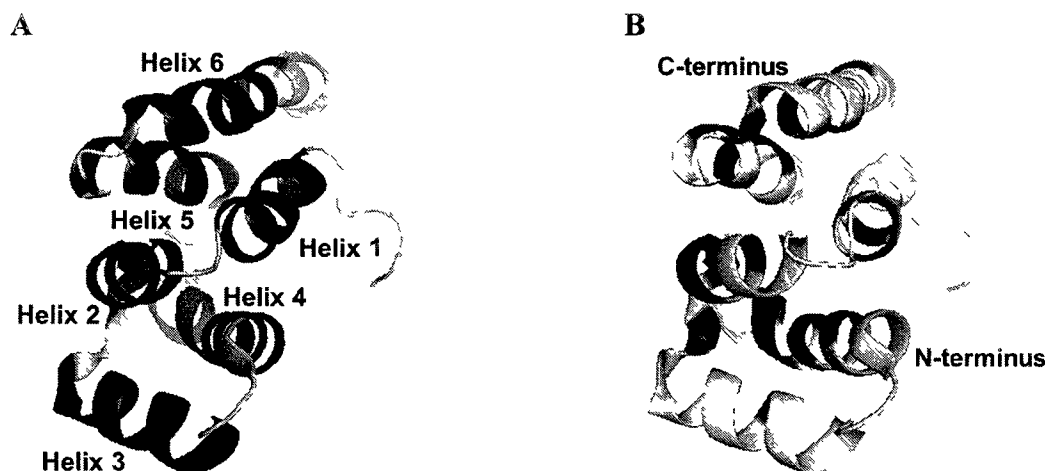 A
B
Helix 6
C-terminus
Helix 5
Helix 1
Helix 2
Helix 4
N-terminus
Helix 3